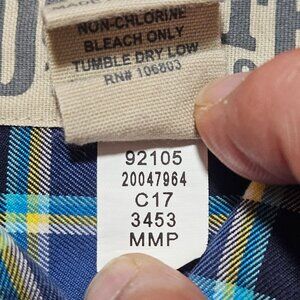 NON-CHLORINE
BLEACH ONLY
TUMBLE DRY LOW
RN# 106803
92105
20047964
C17
3453
MMP